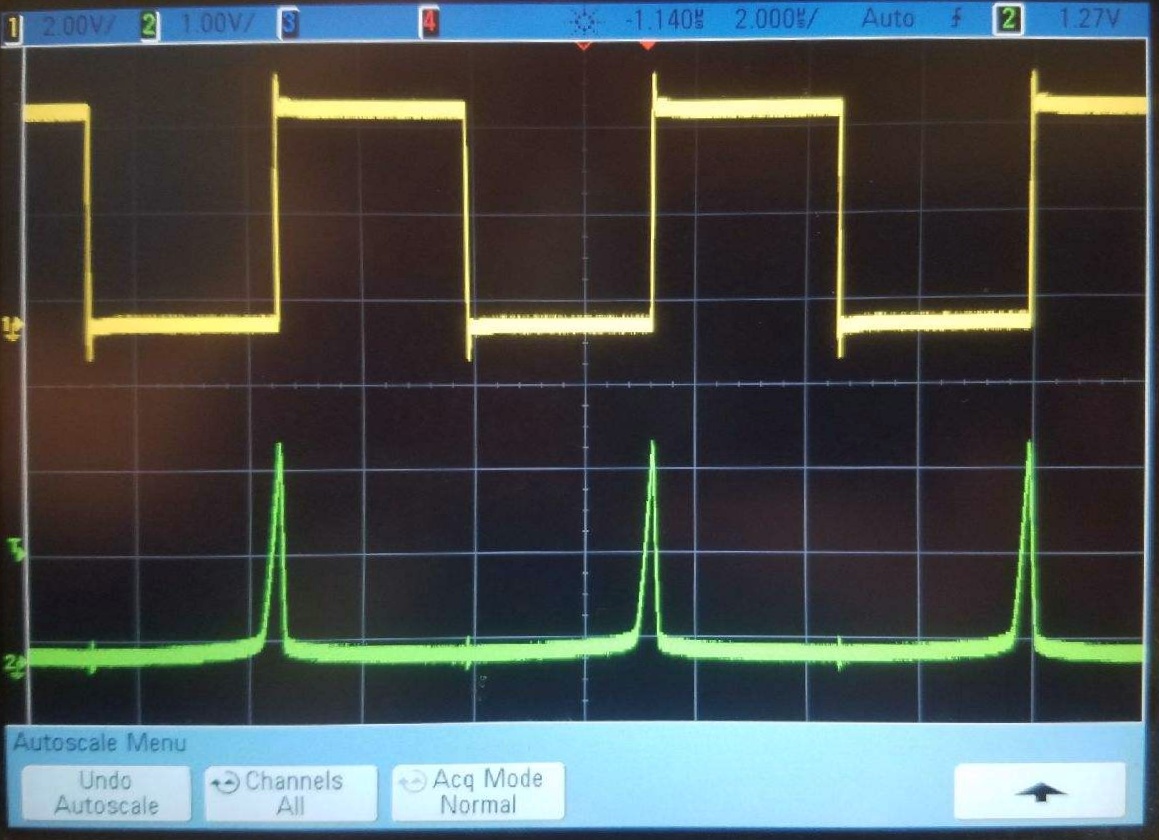 1 2.00V/ 2 1.00V/ 3 4 -1.140µs 2.000µs/ Auto 2 1.27V
1
T
2
Autoscale Menu
Undo
Autoscale
Channels
All
Acq Mode
Normal